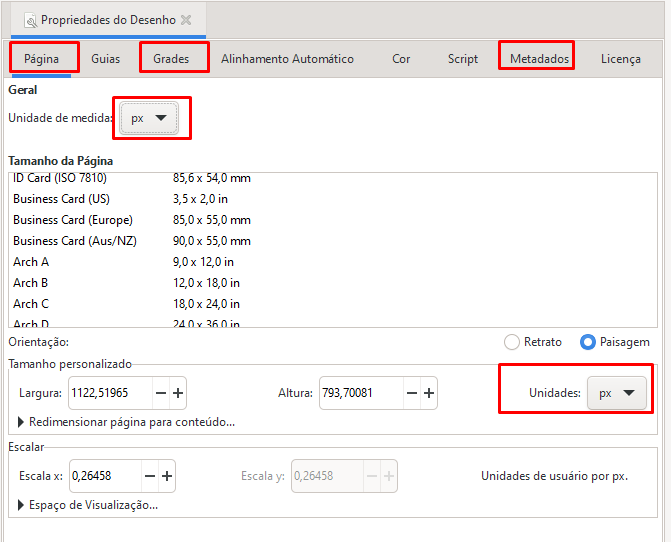 Propriedades do Desenho
Página Guias Grades Alinhamento Automático Cor Script Metadados Licença
Geral
Unidade de medida: px
Tamanho da Página
ID Card (ISO 7810) 85,6 x 54,0 mm
Business Card (US) 3,5 x 2,0 in
Business Card (Europe) 85,0 x 55,0 mm
Business Card (Aus/NZ) 90,0 x 55,0 mm
Arch A 9,0 x 12,0 in
Arch B 12,0 x 18,0 in
Arch C 18,0 x 24,0 in
Arch D 24,0 x 36,0 in
Orientação: Retrato Paisagem
Tamanho personalizado
Largura: 1122,51965 Altura: 793,70081 Unidades: px
Redimensionar página para conteúdo...
Escalar
Escala x: 0,26458 Escala y: 0,26458 Unidades de usuário por px.
Espaço de Visualização...